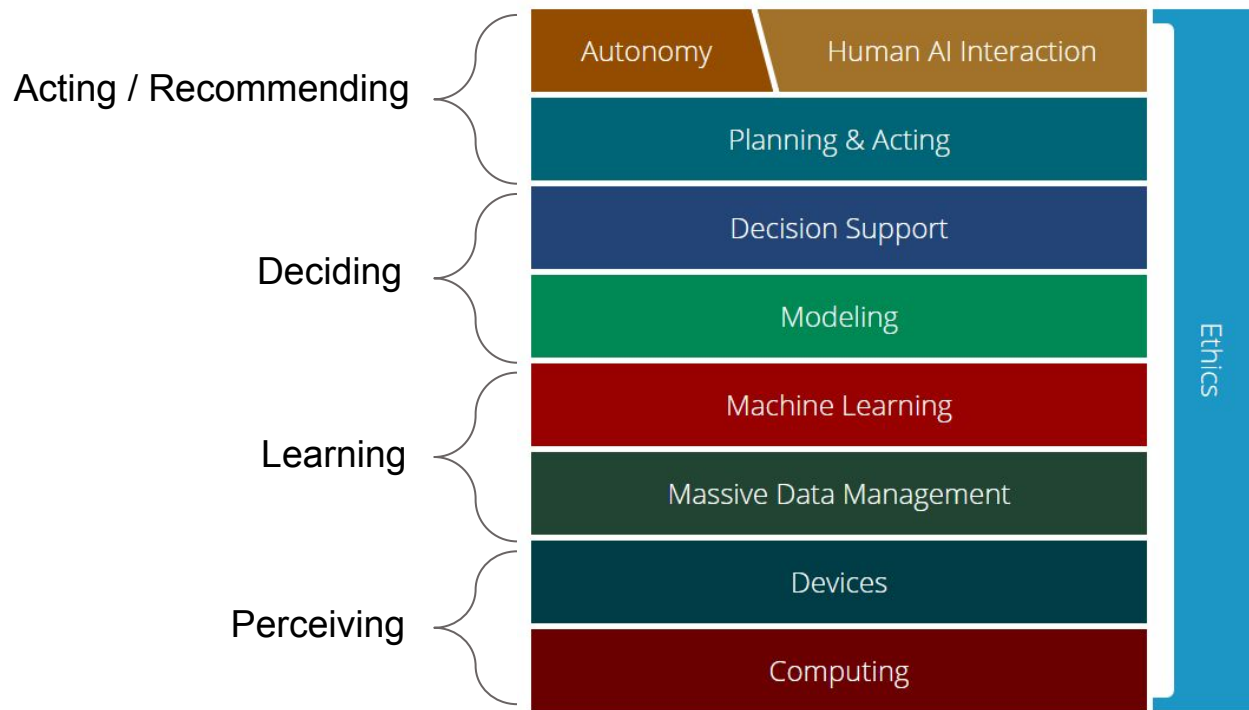 Acting / Recommending
Autonomy
Human AI Interaction
Planning & Acting
Deciding
Decision Support
Modeling
Learning
Machine Learning
Massive Data Management
Perceiving
Devices
Computing
Ethics